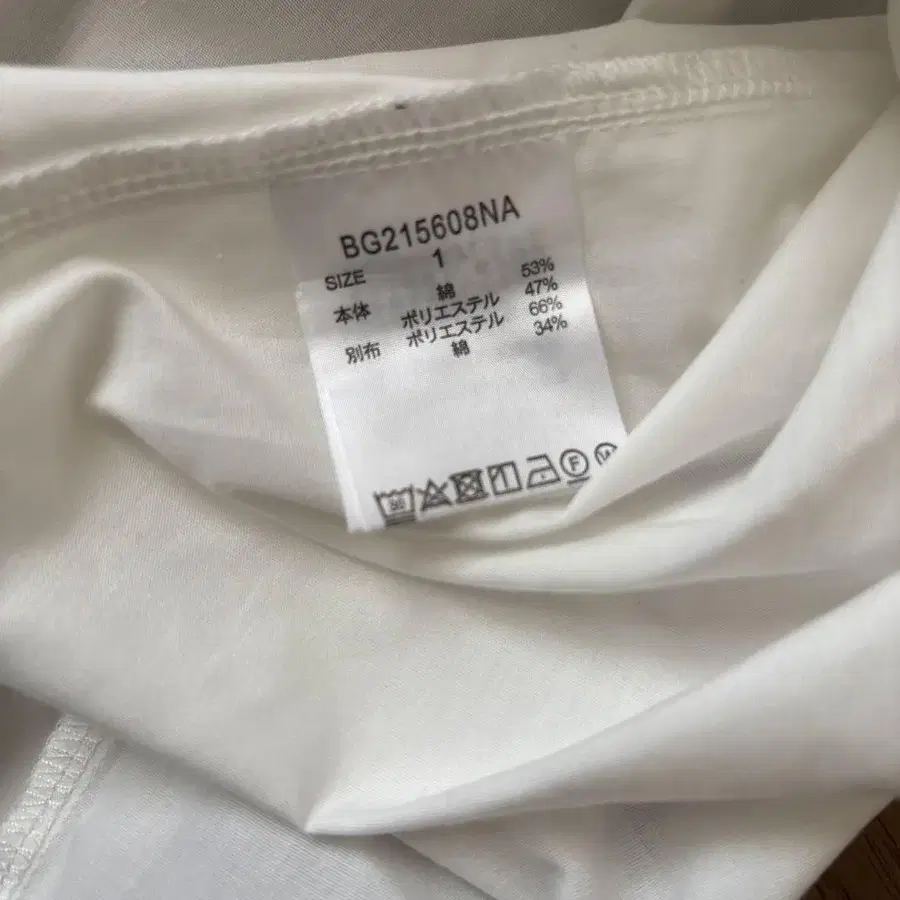 BG215608NA
SIZE 1
本体 綿 53%
ポリエステル 47%
別布 ポリエステル 66%
綿 34%
F
W